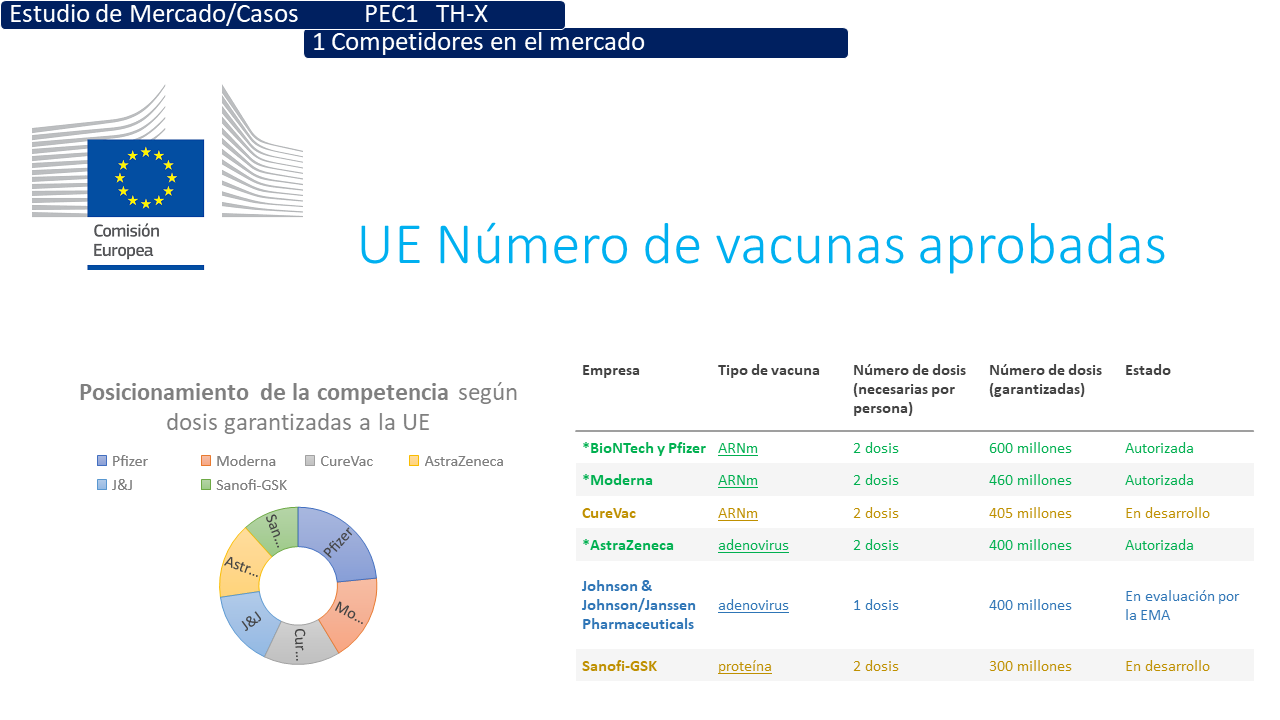 Estudio de Mercado/Casos PEC1 TH-X
1 Competidores en el mercado
Comisión
Europea
UE Número de vacunas aprobadas
Posicionamiento de la competencia según
dosis garantizadas a la UE
Pfizer Moderna CureVac AstraZeneca
J&J Sanofi-GSK
Pfizer
Mo...
Cur...
J&J
Astr...
San...
Empresa Tipo de vacuna Número de dosis Número de dosis Estado
(necesarias por (garantizadas)
persona)
*BioNTech y Pfizer ARNm 2 dosis 600 millones Autorizada
*Moderna ARNm 2 dosis 460 millones Autorizada
CureVac ARNm 2 dosis 405 millones En desarrollo
*AstraZeneca adenovirus 2 dosis 400 millones Autorizada
Johnson &
Johnson/Janssen adenovirus 1 dosis 400 millones En evaluación por
Pharmaceuticals la EMA
Sanofi-GSK proteína 2 dosis 300 millones En desarrollo